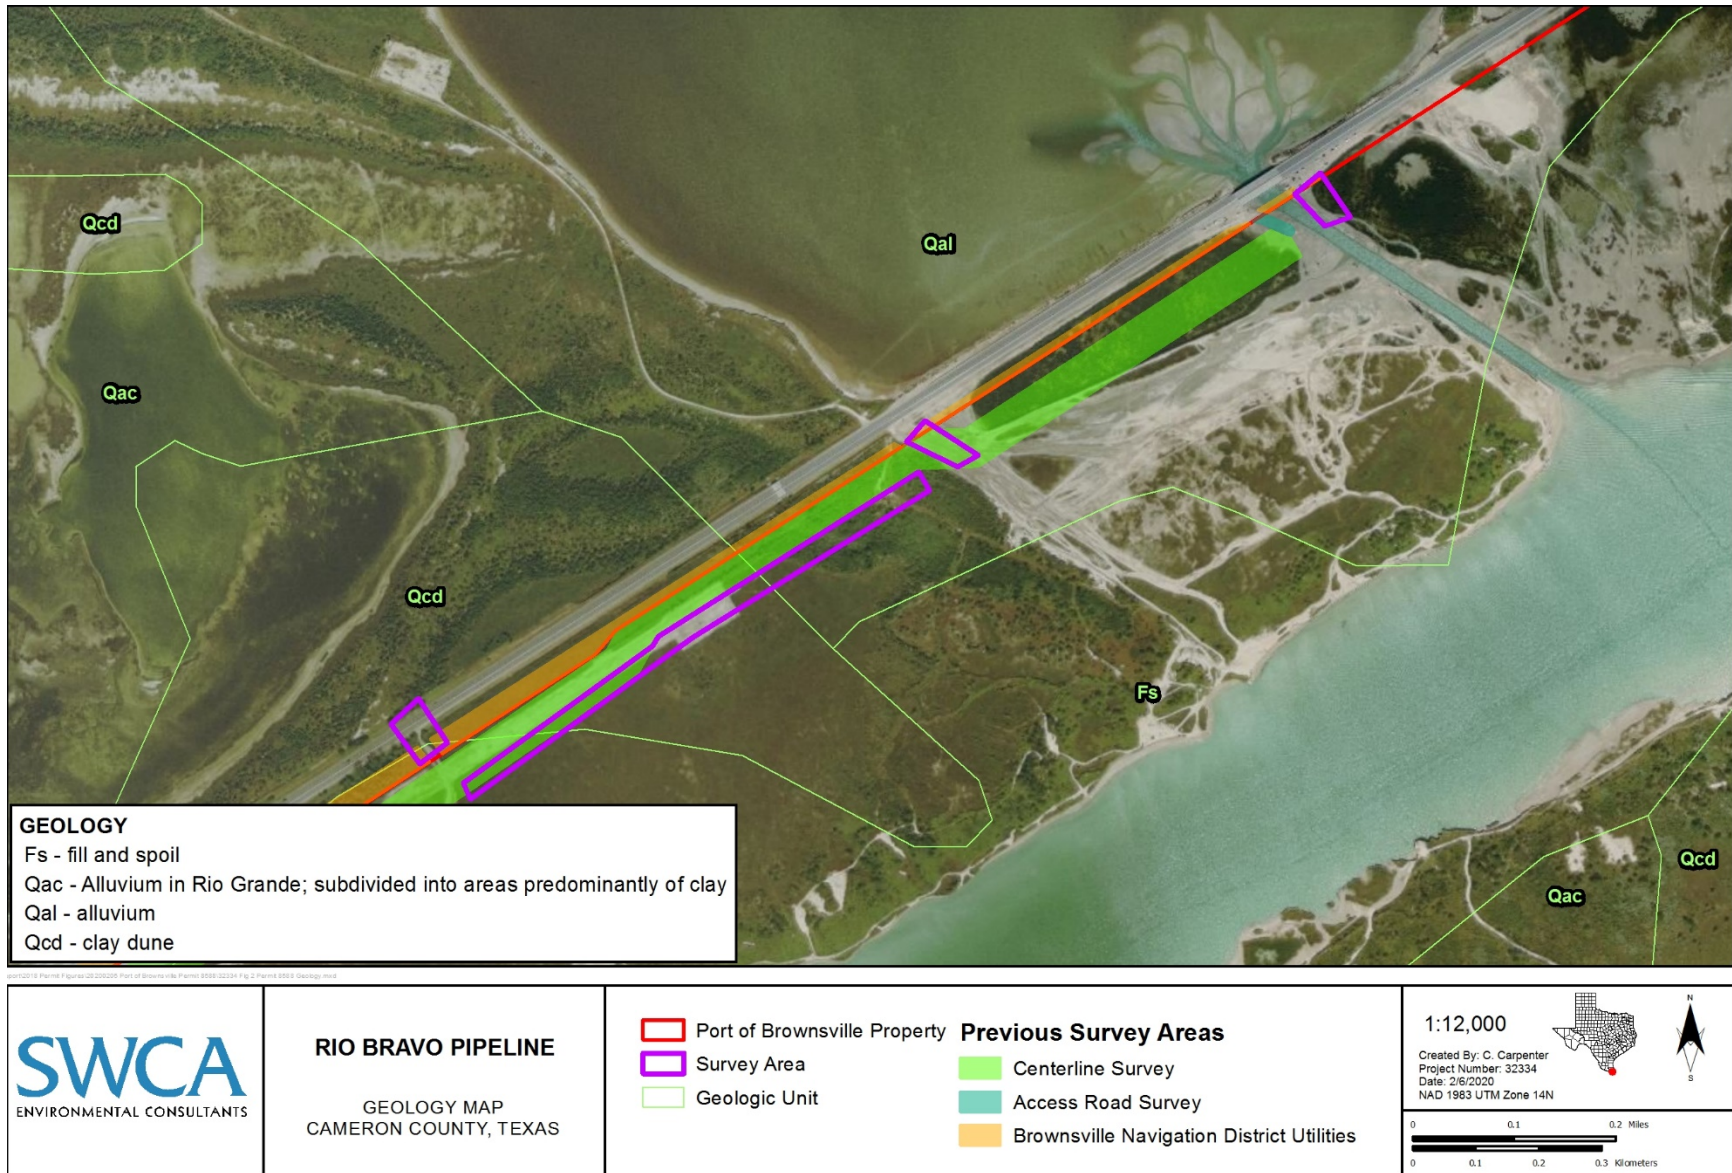 Qcd
Qal
Qac
Qcd
Fs
Qcd
Qac
GEOLOGY
Fs - fill and spoil
Qac - Alluvium in Rio Grande; subdivided into areas predominantly of clay
Qal - alluvium
Qcd - clay dune
SWCA
ENVIRONMENTAL CONSULTANTS
RIO BRAVO PIPELINE
GEOLOGY MAP
CAMERON COUNTY, TEXAS
Port of Brownsville Property
Survey Area
Geologic Unit
Previous Survey Areas
Centerline Survey
Access Road Survey
Brownsville Navigation District Utilities
1:12,000
N
S
Created By: C. Carpenter
Project Number: 32334
Date: 2/6/2020
NAD 1983 UTM Zone 14N
0 0.1 0.2 Miles
0 0.1 0.2 0.3 Kilometers